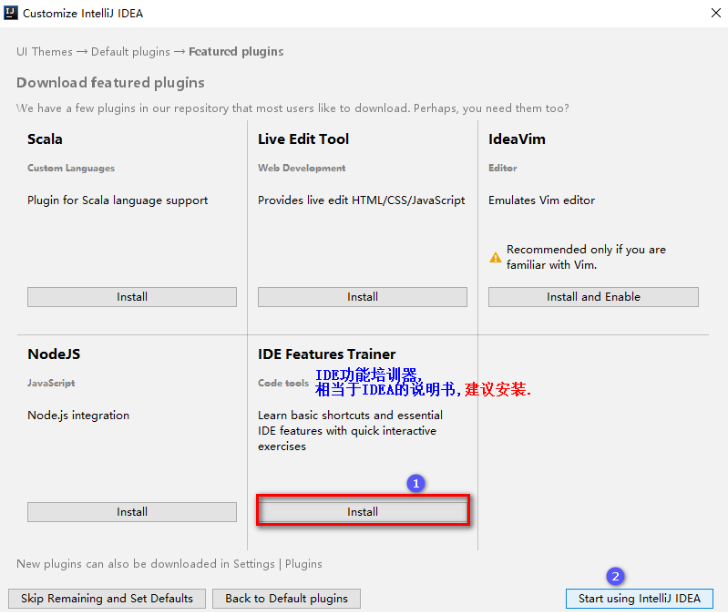 Customize IntelliJ IDEA
UI Themes → Default plugins → Featured plugins
Download featured plugins
We have a few plugins in our repository that most users like to download. Perhaps, you need them too?
Scala
Custom Languages
Plugin for Scala language support
Install
Live Edit Tool
Web Development
Provides live edit HTML/CSS/JavaScript
Install
IdeaVim
Editor
Emulates Vim editor
Recommended only if you are
familiar with Vim.
Install and Enable
NodeJS
JavaScript
Node.js integration
Install
IDE Features Trainer
Code tools
IDE功能培训器,
相当于IDEA的说明书,建议安装.
Learn basic shortcuts and essential
IDE features with quick interactive
exercises
1
Install
New plugins can also be downloaded in Settings | Plugins
2
Skip Remaining and Set Defaults
Back to Default plugins
Start using IntelliJ IDEA